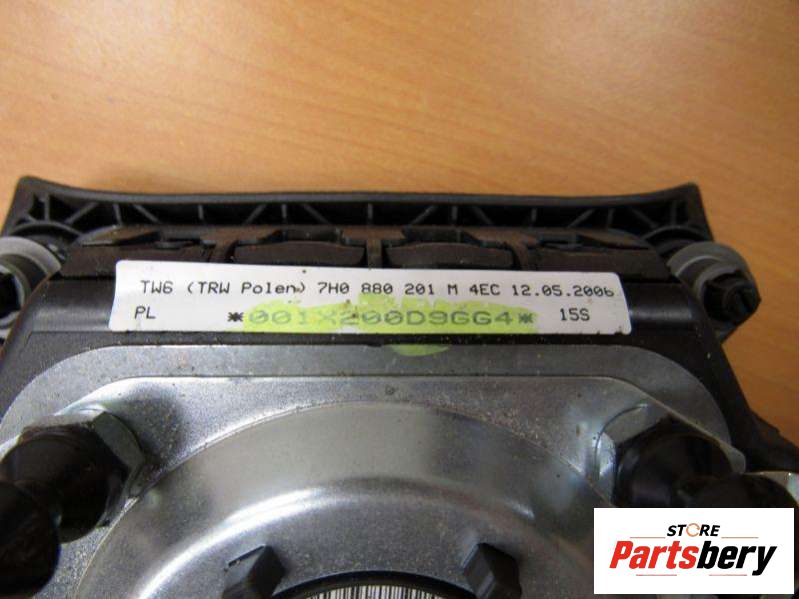 TW6 (TRW Polen) 7H0 880 201 M 4EC 12.05.2006
PL *001X200D9GG4* 15S
STORE
Partsbery